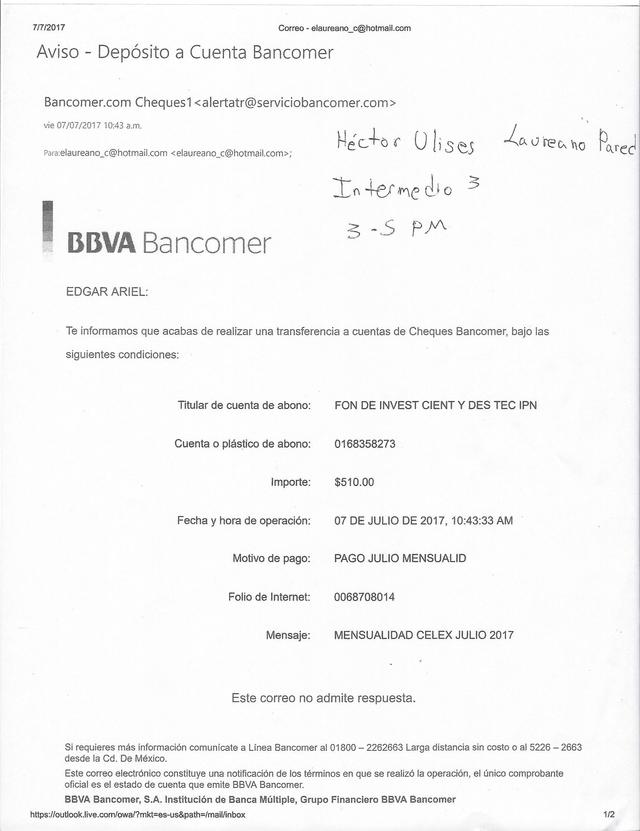 7/7/2017 Correo - elaureano_c@hotmail.com
Aviso - Depósito a Cuenta Bancomer
Bancomer.com Cheques1<alertatr@serviciobancomer.com>
vie 07/07/2017 10:43 a.m.
Para:elaureano_c@hotmail.com <elaureano_c@hotmail.com>;
Héctor Ulises Laureano Pared
Intermedio 3
3-5 PM
BBVA Bancomer
EDGAR ARIEL:
Te informamos que acabas de realizar una transferencia a cuentas de Cheques Bancomer, bajo las
siguientes condiciones:
Titular de cuenta de abono: FON DE INVEST CIENT Y DES TEC IPN
Cuenta o plástico de abono: 0168358273
Importe: $510.00
Fecha y hora de operación: 07 DE JULIO DE 2017, 10:43:33 AM
Motivo de pago: PAGO JULIO MENSUALID
Folio de Internet: 0068708014
Mensaje: MENSUALIDAD CELEX JULIO 2017
Este correo no admite respuesta.
Si requieres más información comunícate a Línea Bancomer al 01800 – 2262663 Larga distancia sin costo o al 5226 – 2663
desde la Cd. De México.
Este correo electrónico constituye una notificación de los términos en que se realizó la operación, el único comprobante
oficial es el estado de cuenta que emite BBVA Bancomer.
BBVA Bancomer, S.A. Institución de Banca Múltiple, Grupo Financiero BBVA Bancomer
https://outlook.live.com/owa/?mkt=es-us&path=/mail/inbox 1/2